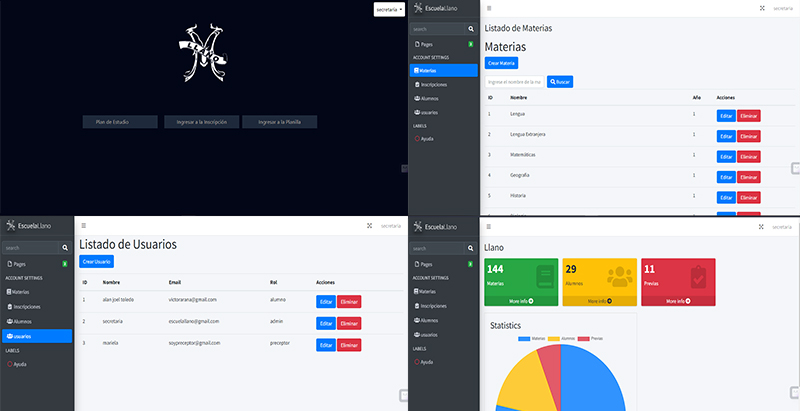 secretaria
Plan de Estudio
Ingresar a la Inscripción
Ingresar a la Planilla
EscuelaLlano
search
Pages
ACCOUNT SETTINGS
Materias
Inscripciones
Alumnos
usuarios
LABELS
Ayuda
secretaria
Listado de Materias
Materias
Crear Materia
Ingrese el nombre de la ma
Buscar
ID Nombre Año Acciones
1 Lengua 1 Editar Eliminar
2 Lengua Extranjera 1 Editar Eliminar
3 Matemáticas 1 Editar Eliminar
4 Geografía 1 Editar Eliminar
5 Historia 1 Editar Eliminar
EscuelaLlano
search
Pages
ACCOUNT SETTINGS
Materias
Inscripciones
Alumnos
usuarios
LABELS
Ayuda
secretaria
Listado de Usuarios
Crear Usuario
ID Nombre Email Rol Acciones
1 alan joel toledo victorarana@gmail.com alumno Editar Eliminar
2 secretaria escuelallano@gmail.com admin Editar Eliminar
3 mariela soypreceptor@gmail.com preceptor Editar Eliminar
EscuelaLlano
search
Pages
ACCOUNT SETTINGS
Materias
Inscripciones
Alumnos
usuarios
LABELS
Ayuda
secretaria
Llano
144
Materias
More info
29
Alumnos
More info
11
Previas
More info
Statistics
Materias Alumnos Previas